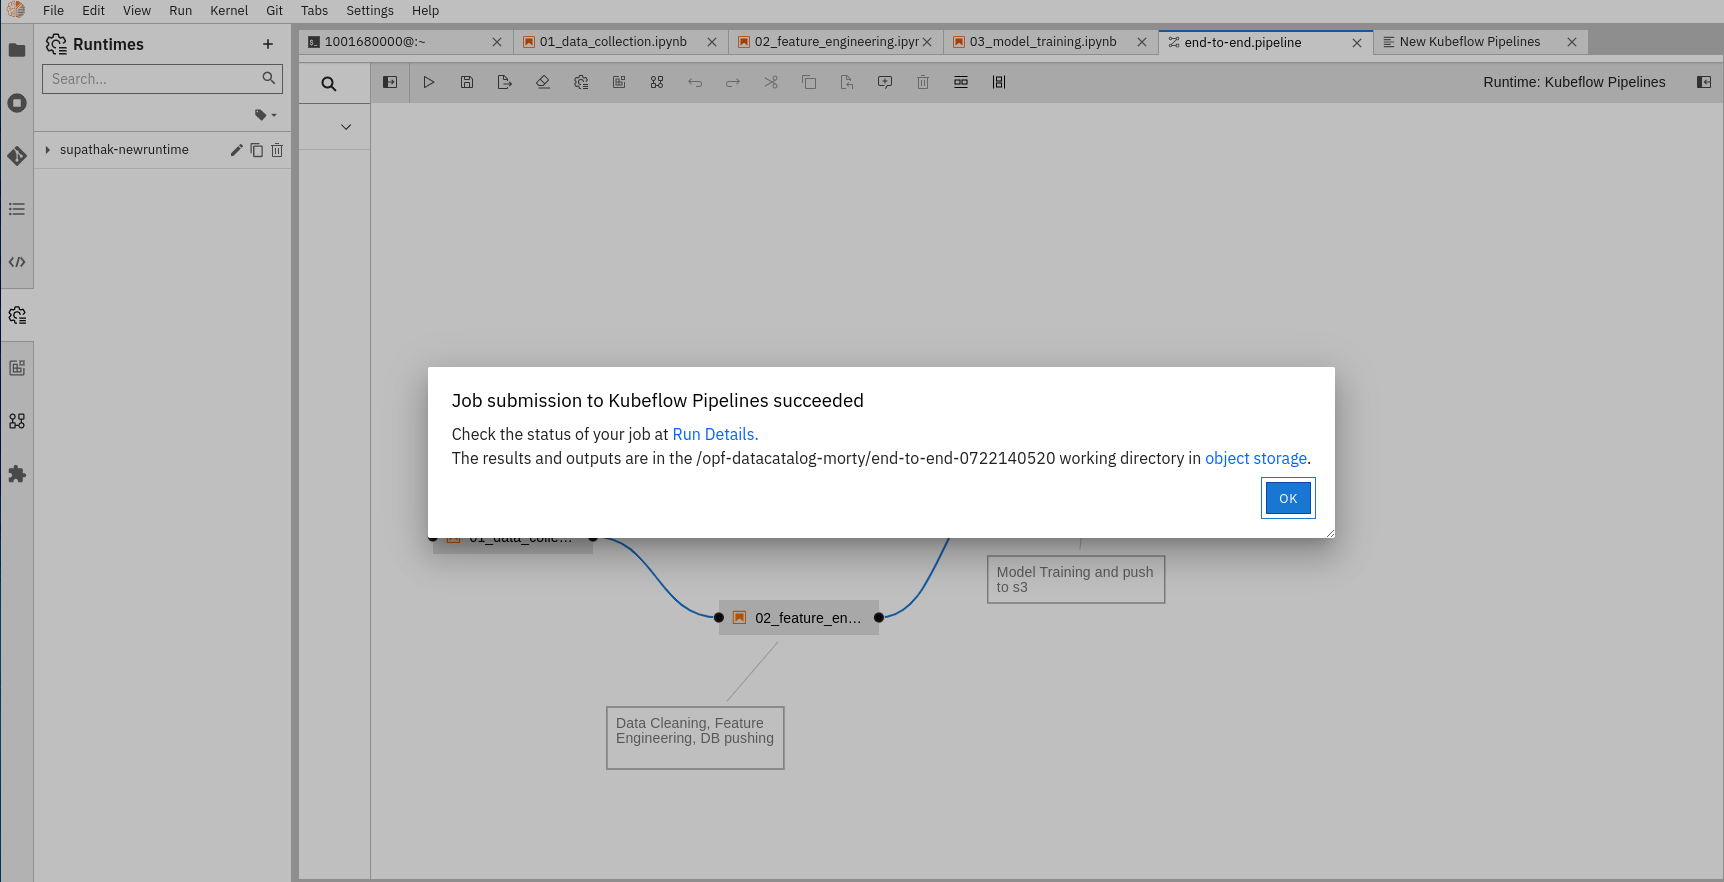 File Edit View Run Kernel Git Tabs Settings Help
Runtimes
Search...
supathak-newruntime
1001680000@:~
01_data_collection.ipynb
02_feature_engineering.ipyr
03_model_training.ipynb
end-to-end.pipeline
New Kubeflow Pipelines
Runtime: Kubeflow Pipelines
Job submission to Kubeflow Pipelines succeeded
Check the status of your job at Run Details.
The results and outputs are in the /opf-datacatalog-morty/end-to-end-0722140520 working directory in object storage.
OK
01_data_colle...
Model Training and push
to s3
02_feature_en...
Data Cleaning, Feature
Engineering, DB pushing